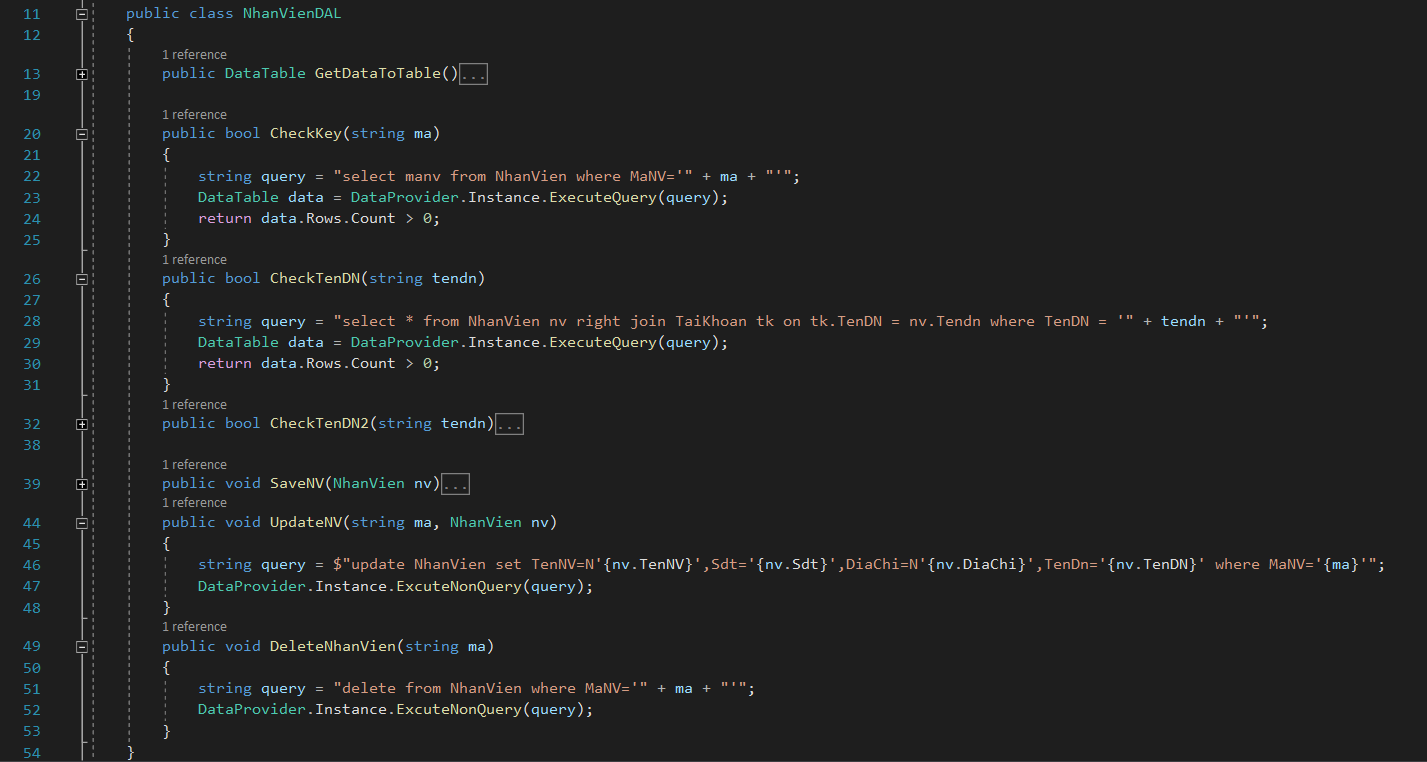 11 public class NhanVienDAL
12 {
1 reference
13 public DataTable GetDataToTable()...
19
1 reference
20 public bool CheckKey(string ma)
21 {
22 string query = "select manv from NhanVien where MaNV='" + ma + "'";
23 DataTable data = DataProvider.Instance.ExecuteQuery(query);
24 return data.Rows.Count > 0;
25 }
1 reference
26 public bool CheckTenDN(string tendn)
27 {
28 string query = "select * from NhanVien nv right join TaiKhoan tk on tk.TenDN = nv.Tendn where TenDN = '" + tendn + "'";
29 DataTable data = DataProvider.Instance.ExecuteQuery(query);
30 return data.Rows.Count > 0;
31 }
1 reference
32 public bool CheckTenDN2(string tendn)...
38
1 reference
39 public void SaveNV(NhanVien nv)...
1 reference
44 public void UpdateNV(string ma, NhanVien nv)
45 {
46 string query = $"update NhanVien set TenNV=N'{nv.TenNV}',Sdt='{nv.Sdt}',DiaChi=N'{nv.DiaChi}',TenDn='{nv.TenDN}' where MaNV='{ma}'";
47 DataProvider.Instance.ExcuteNonQuery(query);
48 }
1 reference
49 public void DeleteNhanVien(string ma)
50 {
51 string query = "delete from NhanVien where MaNV='" + ma + "'";
52 DataProvider.Instance.ExcuteNonQuery(query);
53 }
54 }